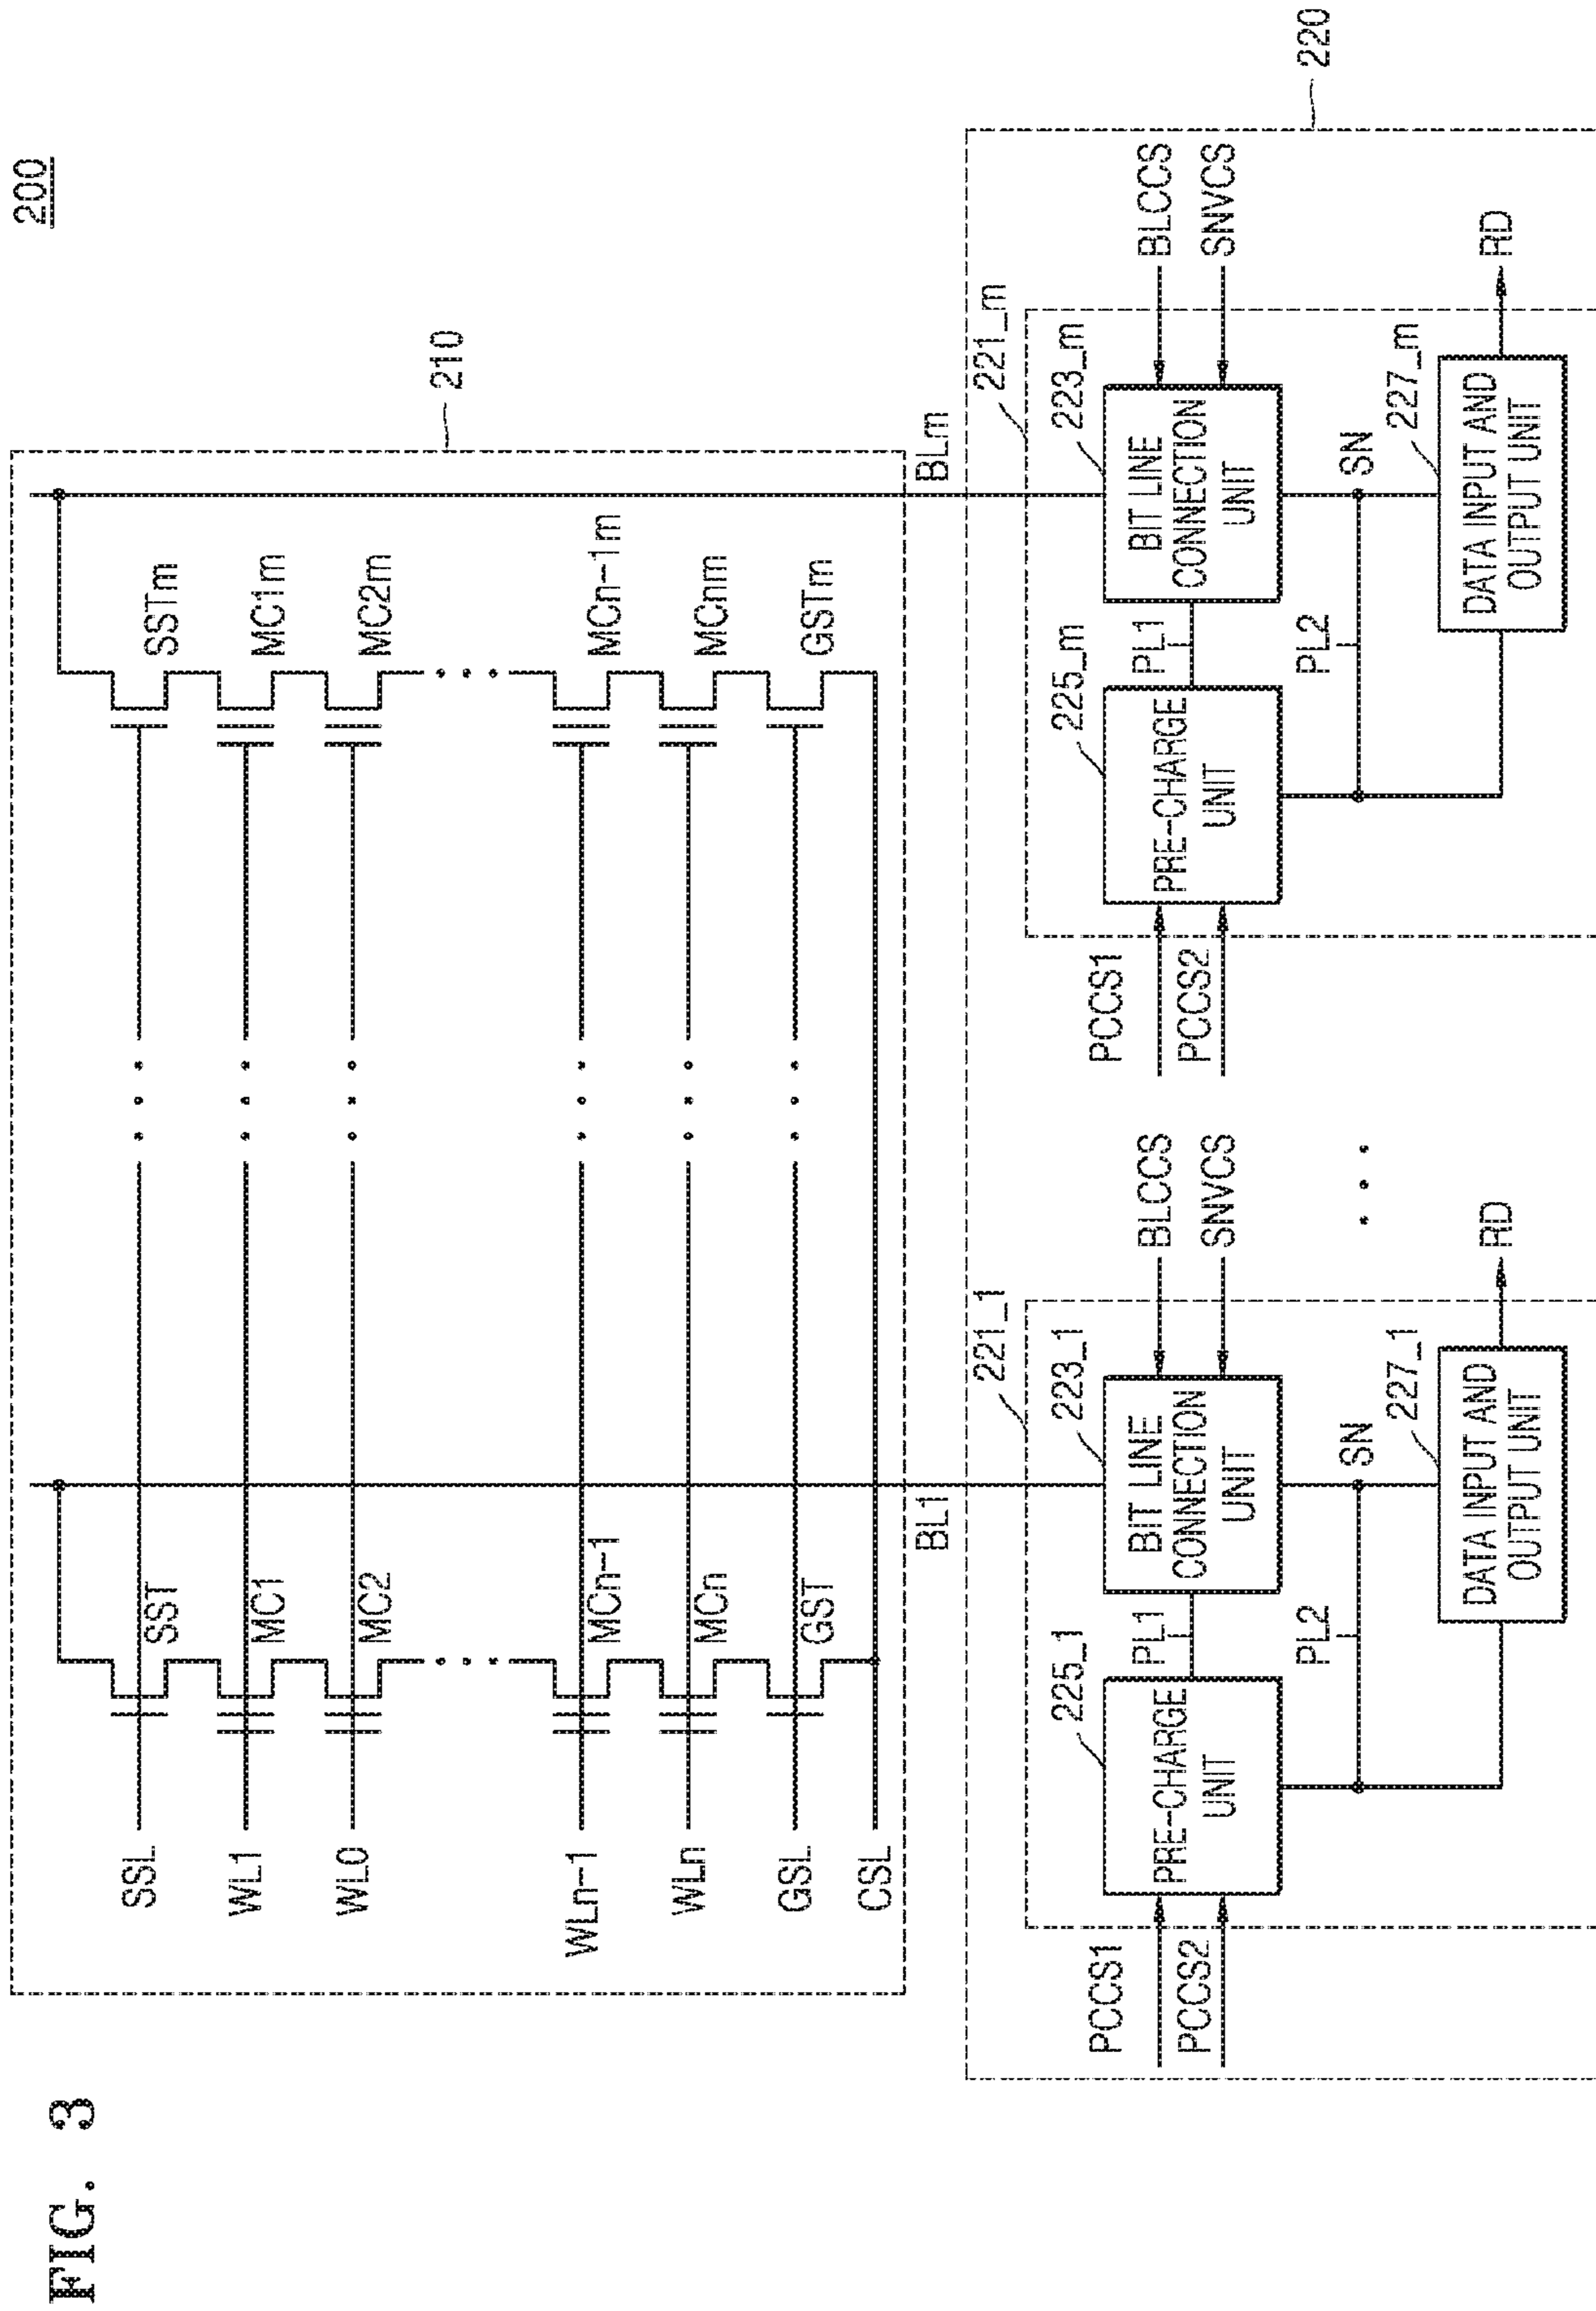 FIG. 3
200
210
SSL
SST
SSTm
WL1
MC1
MC1m
WL0
MC2
MC2m
WLn-1
MCn-1
MCn-1m
WLn
MCn
MCnm
GSL
GST
GSTm
CSL
BL1
BLm
220
221_1
225_1
223_1
PCCS1
PCCS2
PRE-CHARGE
UNIT
PL1
BIT LINE
CONNECTION
UNIT
BLCCS
SNVCS
PL2
SN
227_1
DATA INPUT AND
OUTPUT UNIT
RD
221_m
225_m
223_m
PCCS1
PCCS2
PRE-CHARGE
UNIT
PL1
BIT LINE
CONNECTION
UNIT
BLCCS
SNVCS
PL2
SN
227_m
DATA INPUT AND
OUTPUT UNIT
RD